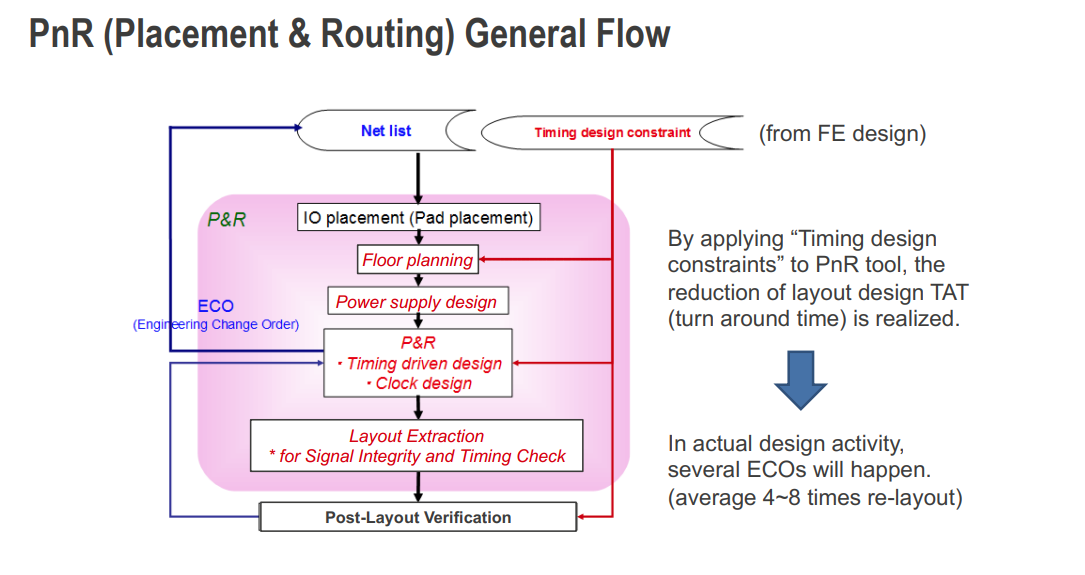 PnR (Placement & Routing) General Flow
Net list
Timing design constraint
(from FE design)
P&R
IO placement (Pad placement)
Floor planning
Power supply design
ECO
(Engineering Change Order)
P&R
・Timing driven design
・Clock design
Layout Extraction
* for Signal Integrity and Timing Check
Post-Layout Verification
By applying “Timing design
constraints” to PnR tool, the
reduction of layout design TAT
(turn around time) is realized.
In actual design activity,
several ECOs will happen.
(average 4~8 times re-layout)